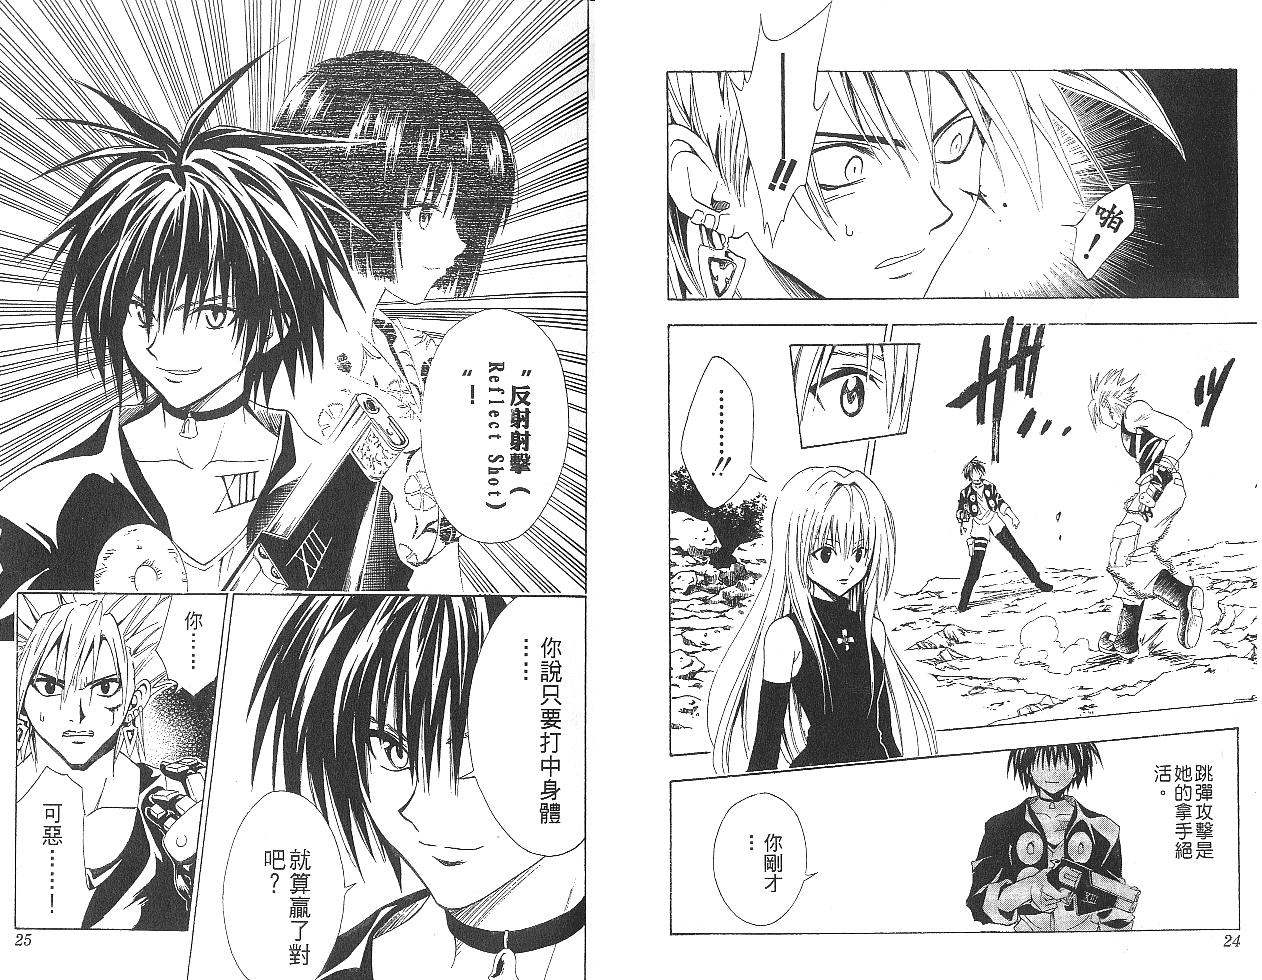 ——!!
啪！
………!!
跳彈攻擊是
她的拿手絕
活。
你剛才
…
24
“反射射擊(
Reflect Shot)
”！
XIII
XIII
你說只要打中身體
……
就算贏了對
吧？
你……
可惡………！
25